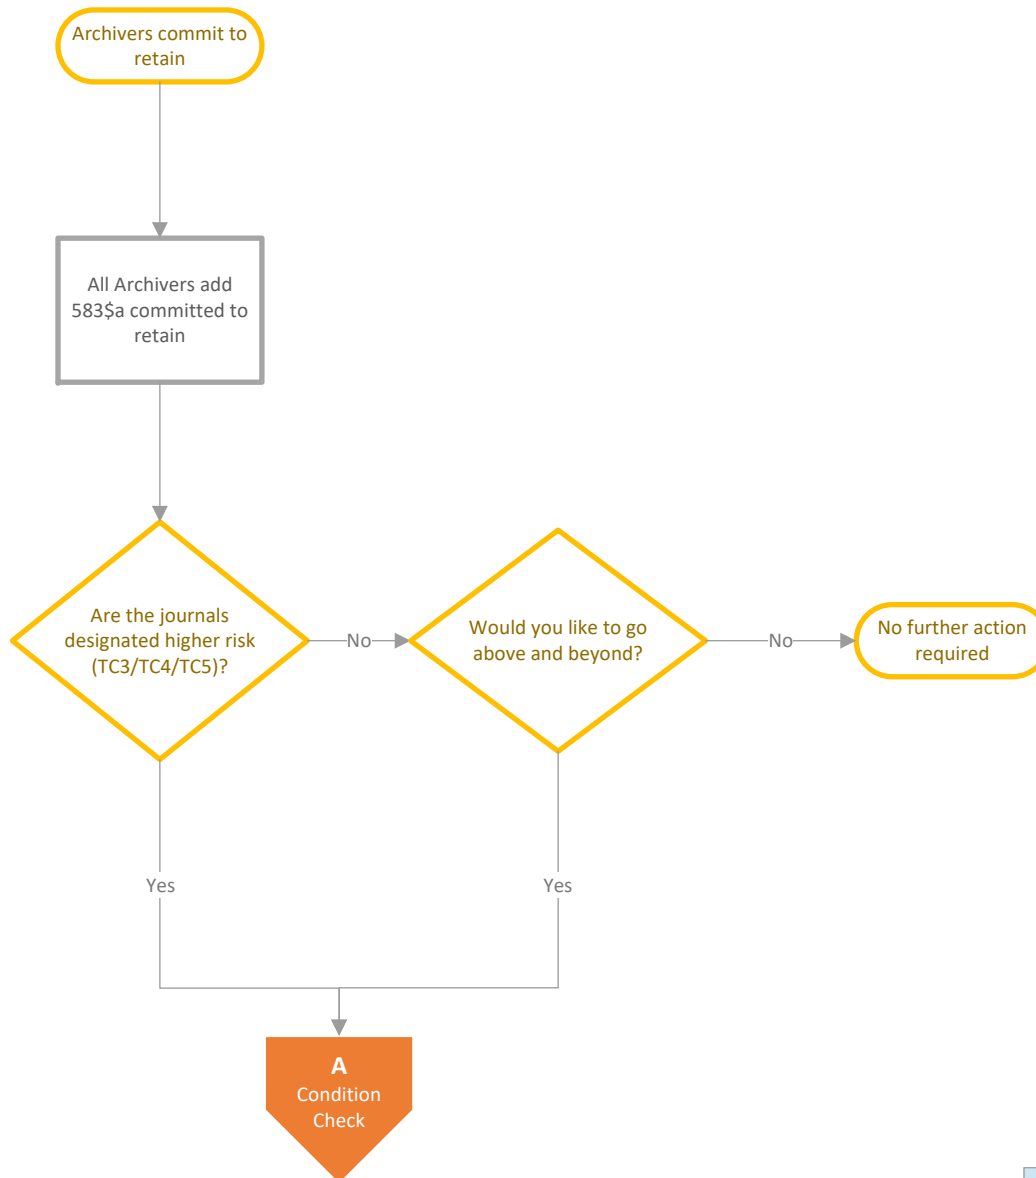 Archivers commit to
retain
All Archivers add
583$a committed to
retain
Are the journals
designated higher risk
(TC3/TC4/TC5)?
No
Would you like to go
above and beyond?
No
No further action
required
Yes
Yes
A
Condition
Check